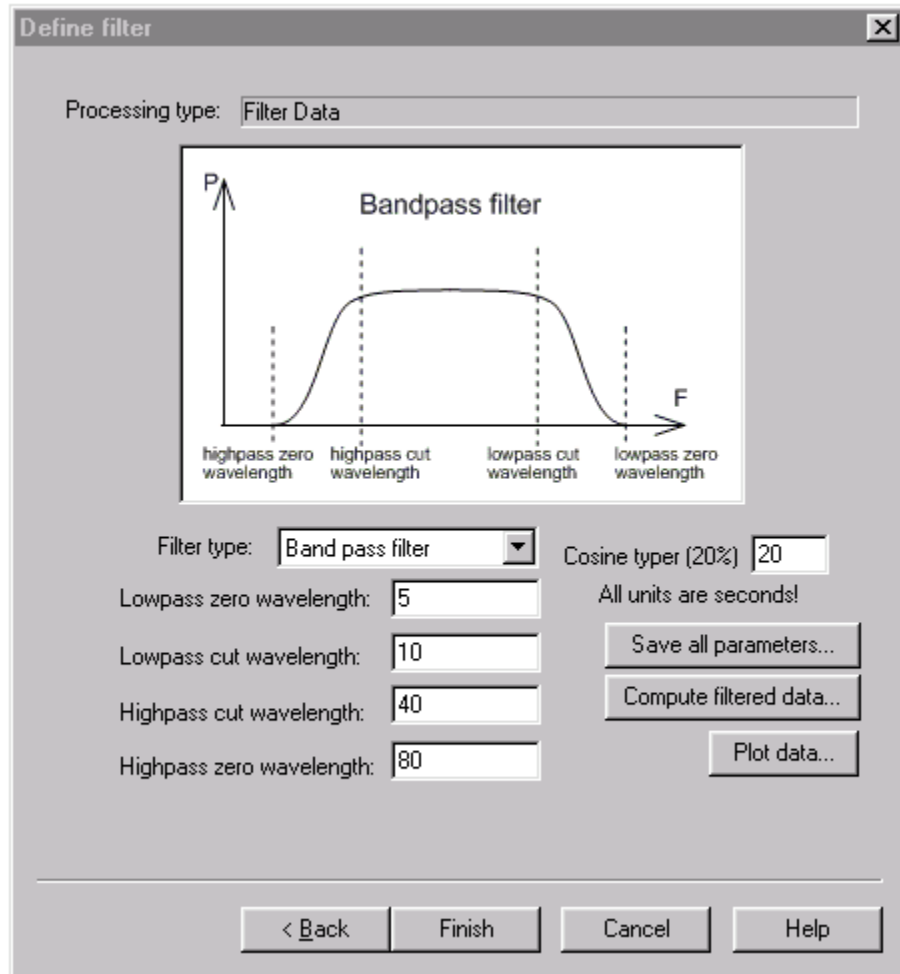 Define filter
Processing type: Filter Data
P
Bandpass filter
F
highpass zero wavelength
highpass cut wavelength
lowpass cut wavelength
lowpass zero wavelength
Filter type: Band pass filter
Cosine typer (20%) 20
Lowpass zero wavelength: 5
All units are seconds!
Lowpass cut wavelength: 10
Save all parameters...
Highpass cut wavelength: 40
Compute filtered data...
Highpass zero wavelength: 80
Plot data...
< Back
Finish
Cancel
Help